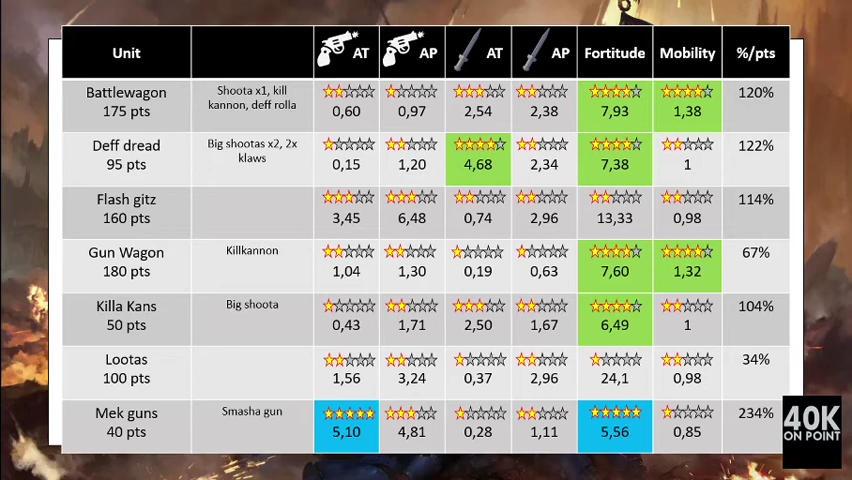 Unit AT AP AT AP Fortitude Mobility %/pts
Battlewagon Shoota x1, kill
175 pts kannon, deff rolla 0,60 0,97 2,54 2,38 7,93 1,38 120%
Deff dread Big shootas x2, 2x
95 pts klaws 0,15 1,20 4,68 2,34 7,38 1 122%
Flash gitz
160 pts 3,45 6,48 0,74 2,96 13,33 0,98 114%
Gun Wagon Killkannon
180 pts 1,04 1,30 0,19 0,63 7,60 1,32 67%
Killa Kans Big shoota
50 pts 0,43 1,71 2,50 1,67 6,49 1 104%
Lootas
100 pts 1,56 3,24 0,37 2,96 24,1 0,98 34%
Mek guns Smasha gun
40 pts 5,10 4,81 0,28 1,11 5,56 0,85 234%
40K
ON POINT